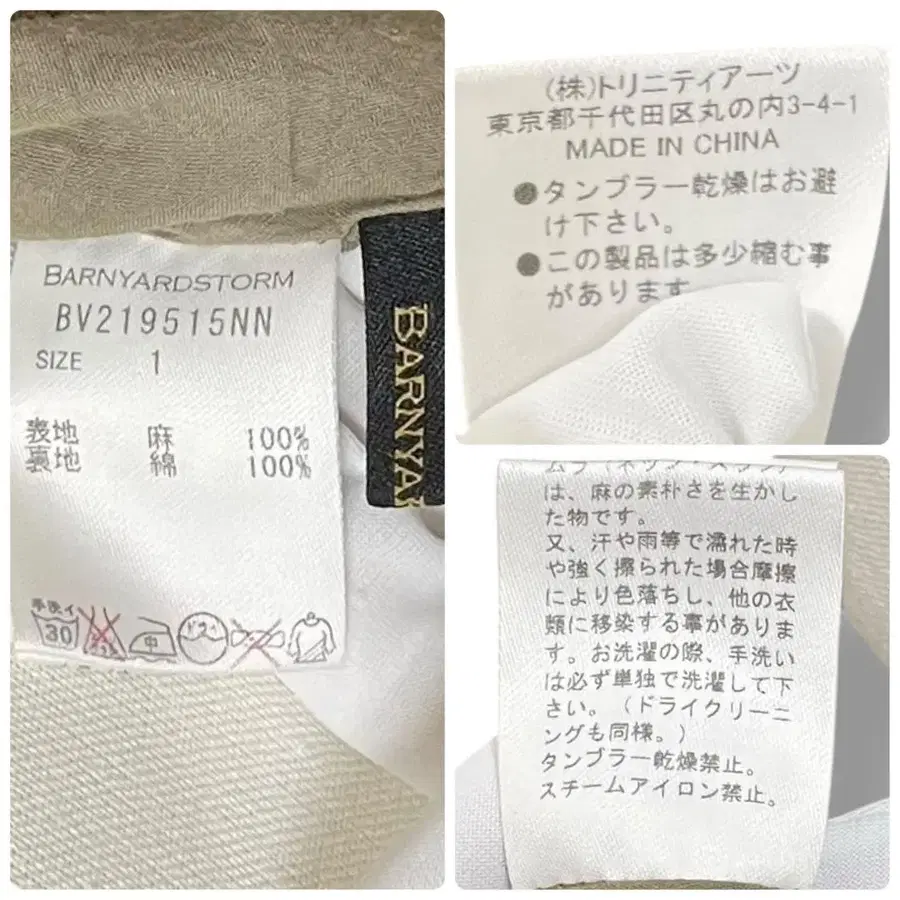 BARNYARDSTORM
BV219515NN
SIZE 1
表地 麻 100%
裏地 綿 100%
手洗イ
30
中
ドライ
BARNYA
(株)トリニティアーツ
東京都千代田区丸の内3-4-1
MADE IN CHINA
●タンブラー乾燥はお避
け下さい。
●この製品は多少縮む事
があります
は、麻の素朴さを生かし
た物です。
又、汗や雨等で濡れた時
や強く擦られた場合摩擦
により色落ちし、他の衣
類に移染する事がありま
す。お洗濯の際、手洗い
は必ず単独で洗濯して下
さい。(ドライクリーニ
ングも同様。)
タンブラー乾燥禁止。
スチームアイロン禁止。